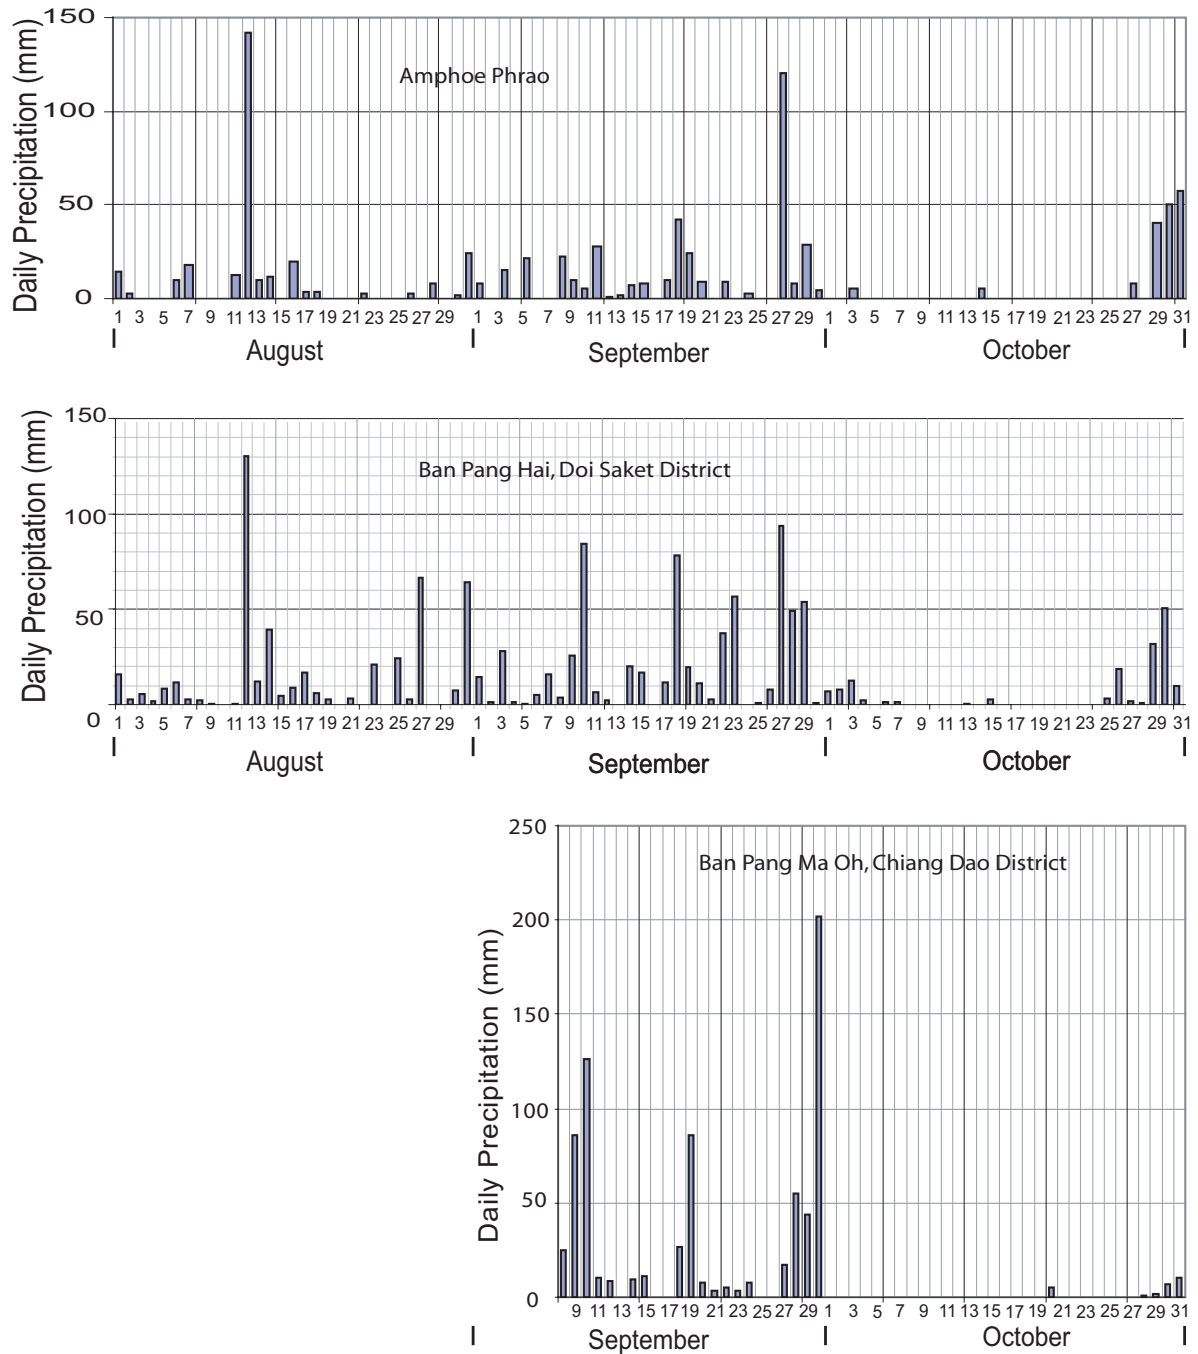 Daily Precipitation (mm)
150
100
50
0
Amphoe Phrao
1 3 5 7 9 11 13 15 17 19 21 23 25 27 29 1 3 5 7 9 11 13 15 17 19 21 23 25 27 29 1 3 5 7 9 11 13 15 17 19 21 23 25 27 29 31
August September October
Daily Precipitation (mm)
150
100
50
0
Ban Pang Hai, Doi Saket District
1 3 5 7 9 11 13 15 17 19 21 23 25 27 29 1 3 5 7 9 11 13 15 17 19 21 23 25 27 29 1 3 5 7 9 11 13 15 17 19 21 23 25 27 29 31
August September October
Daily Precipitation (mm)
250
200
150
100
50
0
Ban Pang Ma Oh, Chiang Dao District
9 11 13 15 17 19 21 23 25 27 29 1 3 5 7 9 11 13 15 17 19 21 23 25 27 29 31
September October